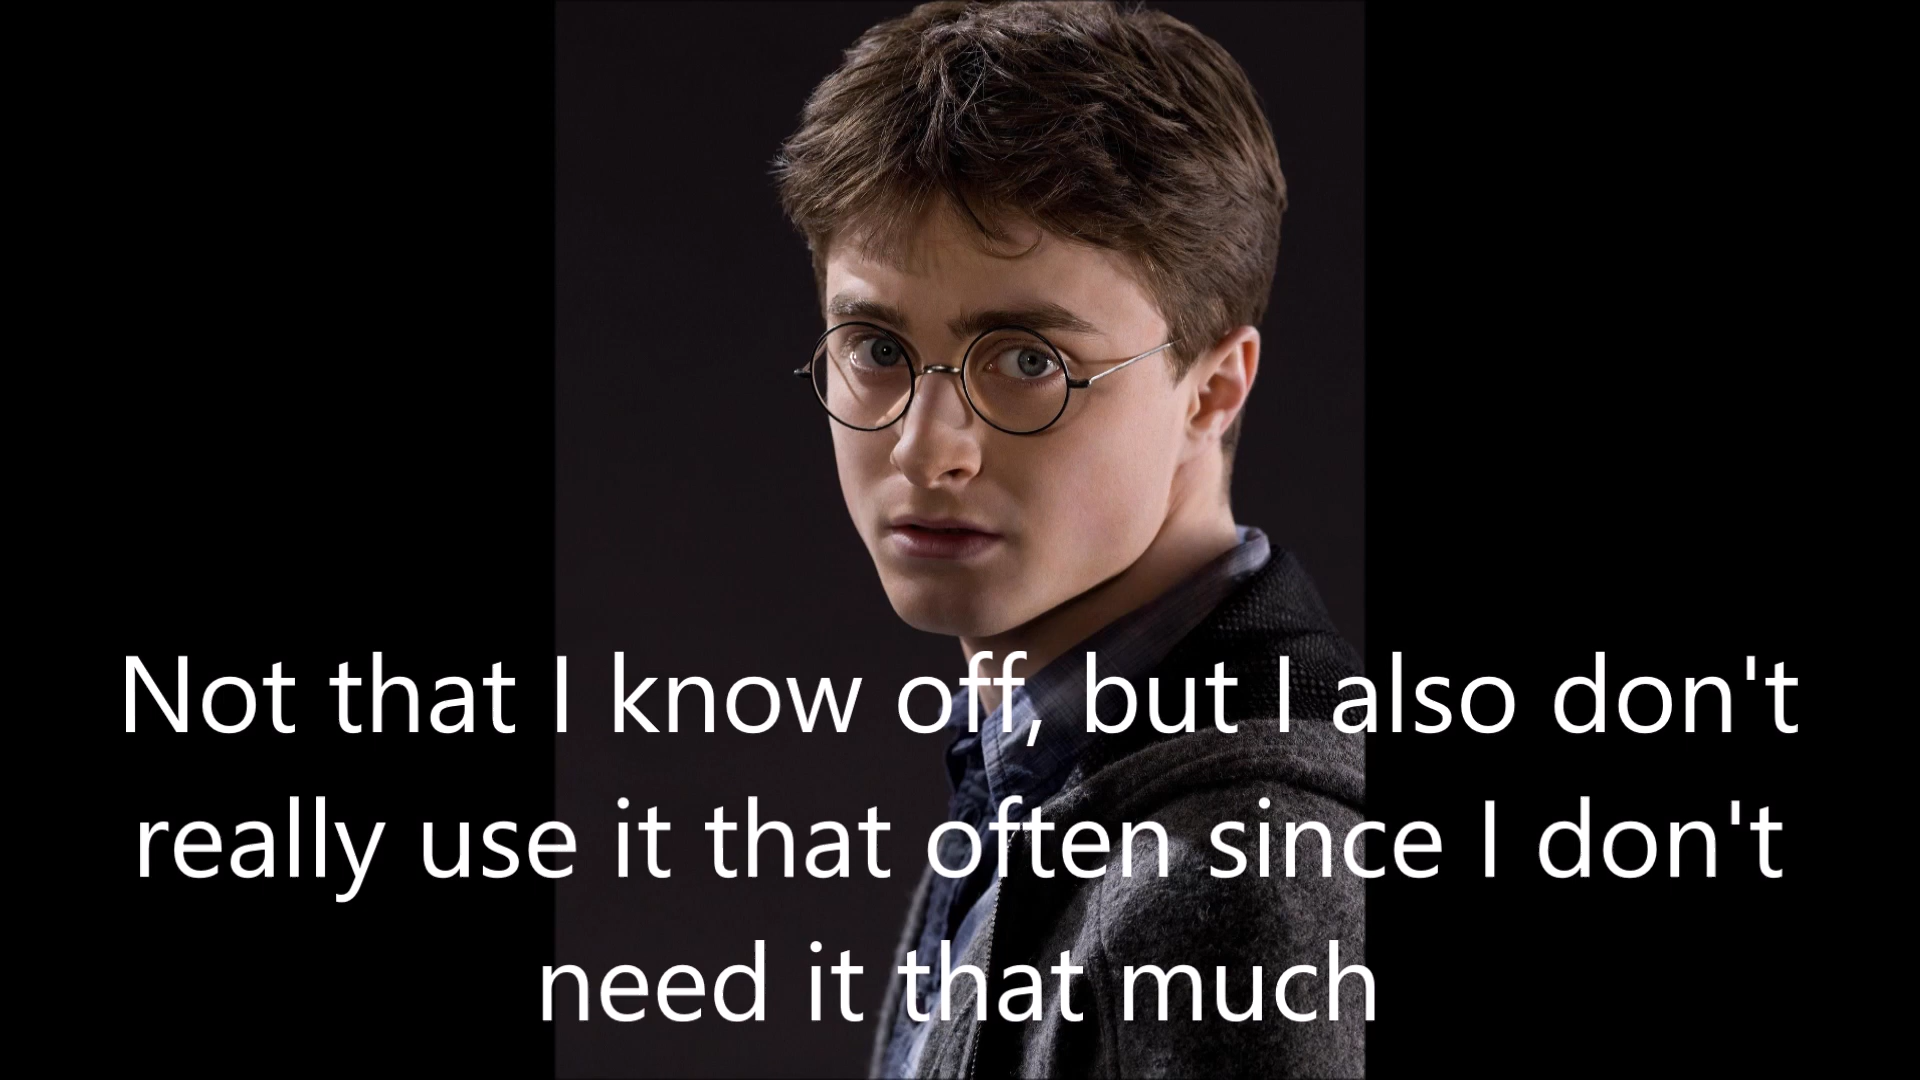 Not that I know off, but I also don't
really use it that often since I don't
need it that much